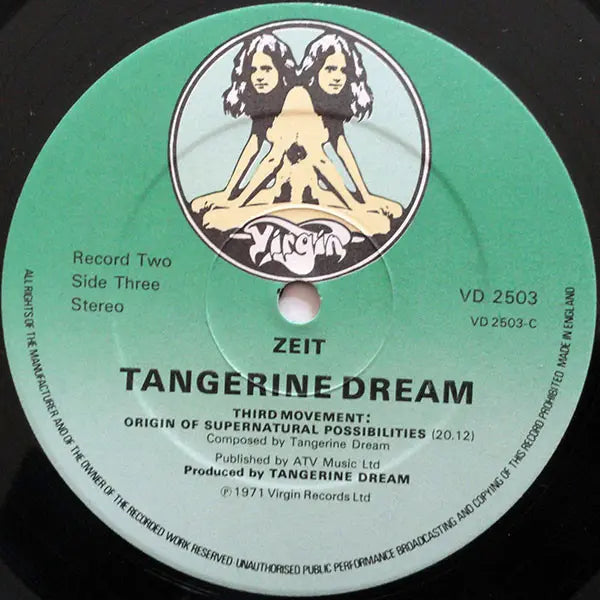 Virgin
Record Two
Side Three
Stereo
VD 2503
VD 2503-C
ZEIT
TANGERINE DREAM
THIRD MOVEMENT:
ORIGIN OF SUPERNATURAL POSSIBILITIES (20.12)
Composed by Tangerine Dream
Published by ATV Music Ltd
Produced by TANGERINE DREAM
℗ 1971 Virgin Records Ltd
ALL RIGHTS OF THE MANUFACTURER AND OF THE OWNER OF THE RECORDED WORK RESERVED·UNAUTHORISED PUBLIC PERFORMANCE BROADCASTING AND COPYING OF THIS RECORD PROHIBITED MADE IN ENGLAND